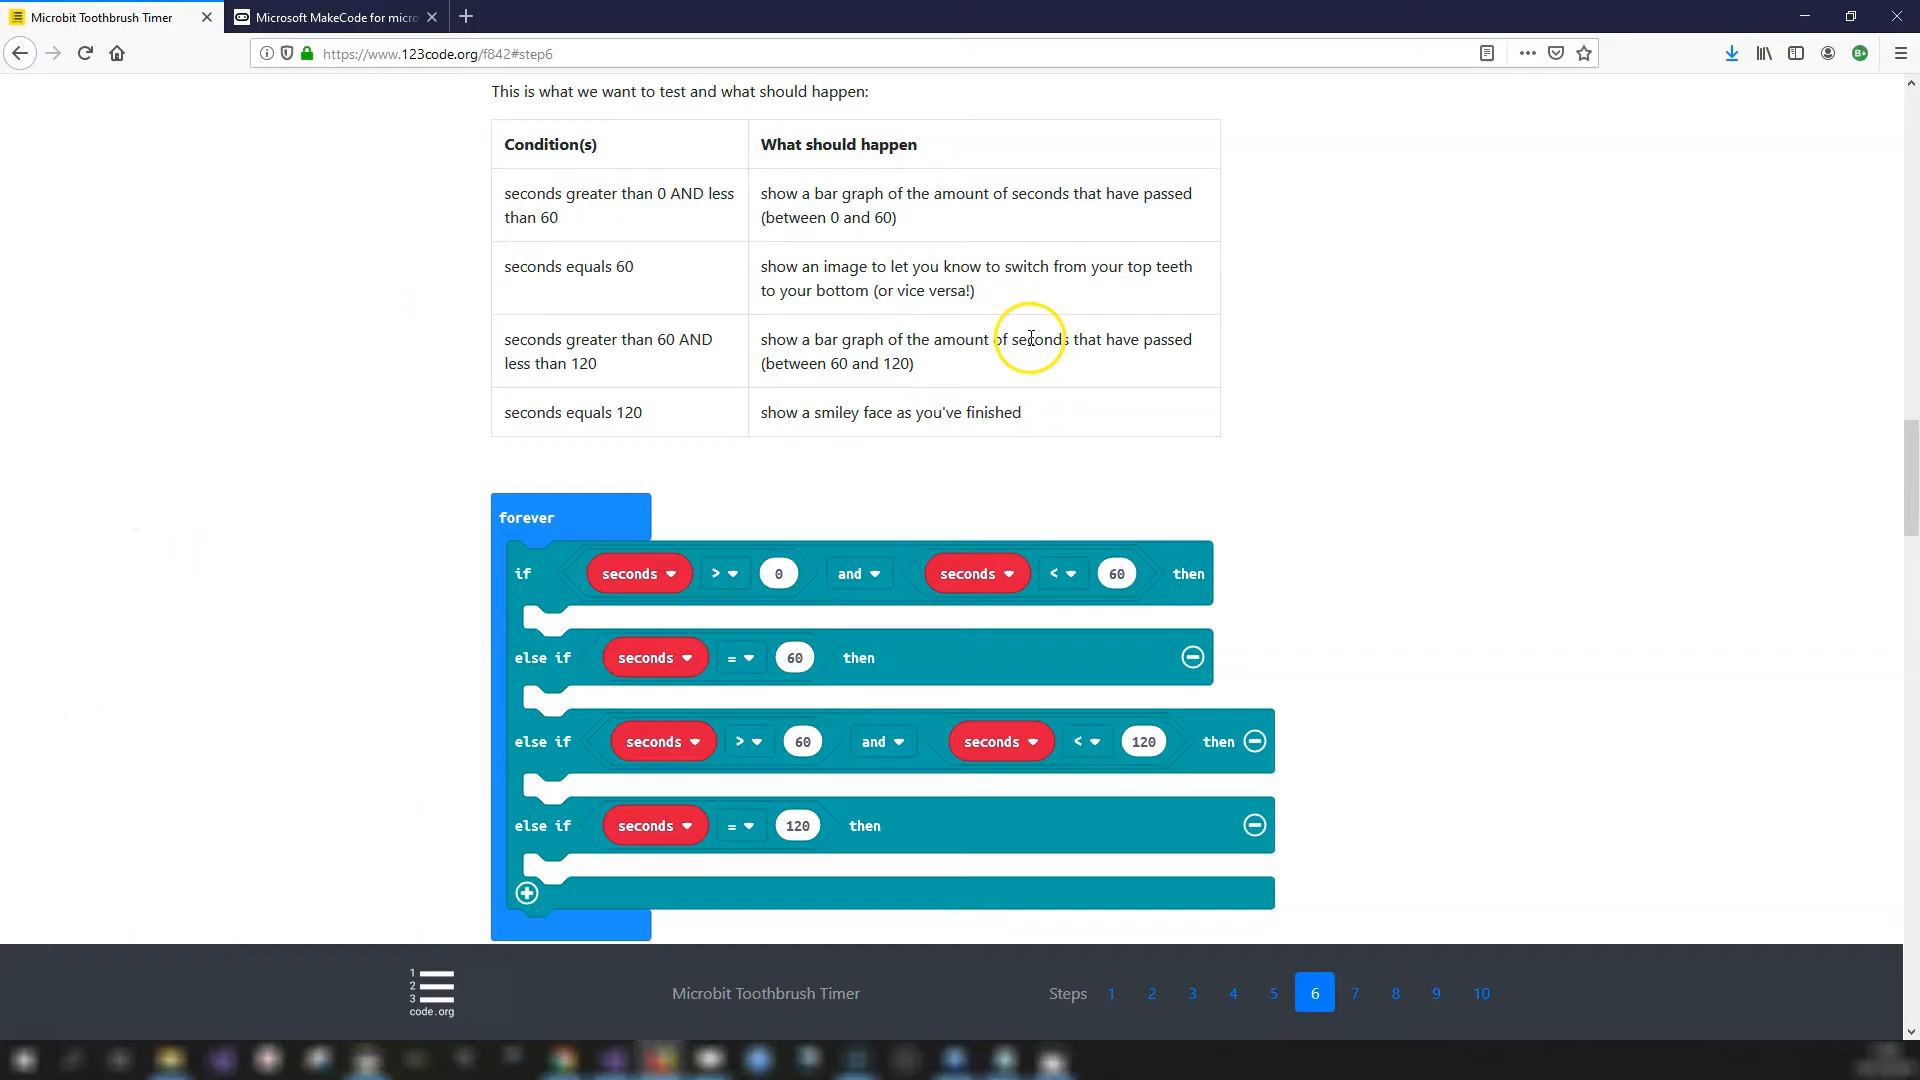 Microbit Toothbrush Timer
Microsoft MakeCode for micro
https://www.123code.org/f842#step6
B+
This is what we want to test and what should happen:
Condition(s) What should happen
seconds greater than 0 AND less show a bar graph of the amount of seconds that have passed
than 60 (between 0 and 60)
seconds equals 60 show an image to let you know to switch from your top teeth
to your bottom (or vice versa!)
seconds greater than 60 AND show a bar graph of the amount of seconds that have passed
less than 120 (between 60 and 120)
seconds equals 120 show a smiley face as you've finished
forever
if seconds > 0 and seconds < 60 then
else if seconds = 60 then
else if seconds > 60 and seconds < 120 then
else if seconds = 120 then
1
2
3
code.org
Microbit Toothbrush Timer
Steps 1 2 3 4 5 6 7 8 9 10